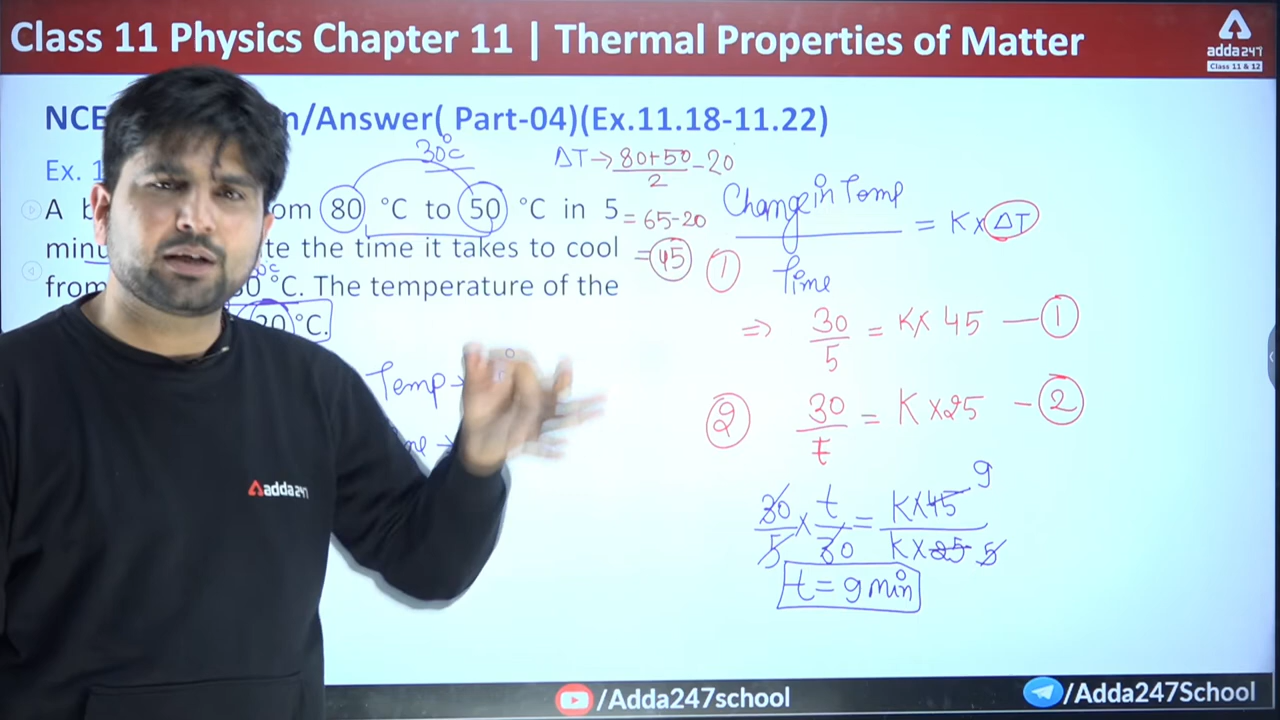 Class 11 Physics Chapter 11 | Thermal Properties of Matter
adda247
Class 11 & 12
NCE n/Answer( Part-04)(Ex.11.18-11.22)
Ex. 1
30°C
A b om 80 °C to 50 °C in 5
minu te the time it takes to cool
from 30 °C. The temperature of the
20 °C.
ΔT → 80+50/2 - 20
= 65-20
= 45
Temp →
me →
Change in Temp / Time = K × ΔT
1
⇒ 30/5 = K × 45 — 1
2 30/t = K × 25 - 2
30/5 × t/30 = K×45 / K×25 9 5
t = 9 min
adda247
/Adda247school
/Adda247School